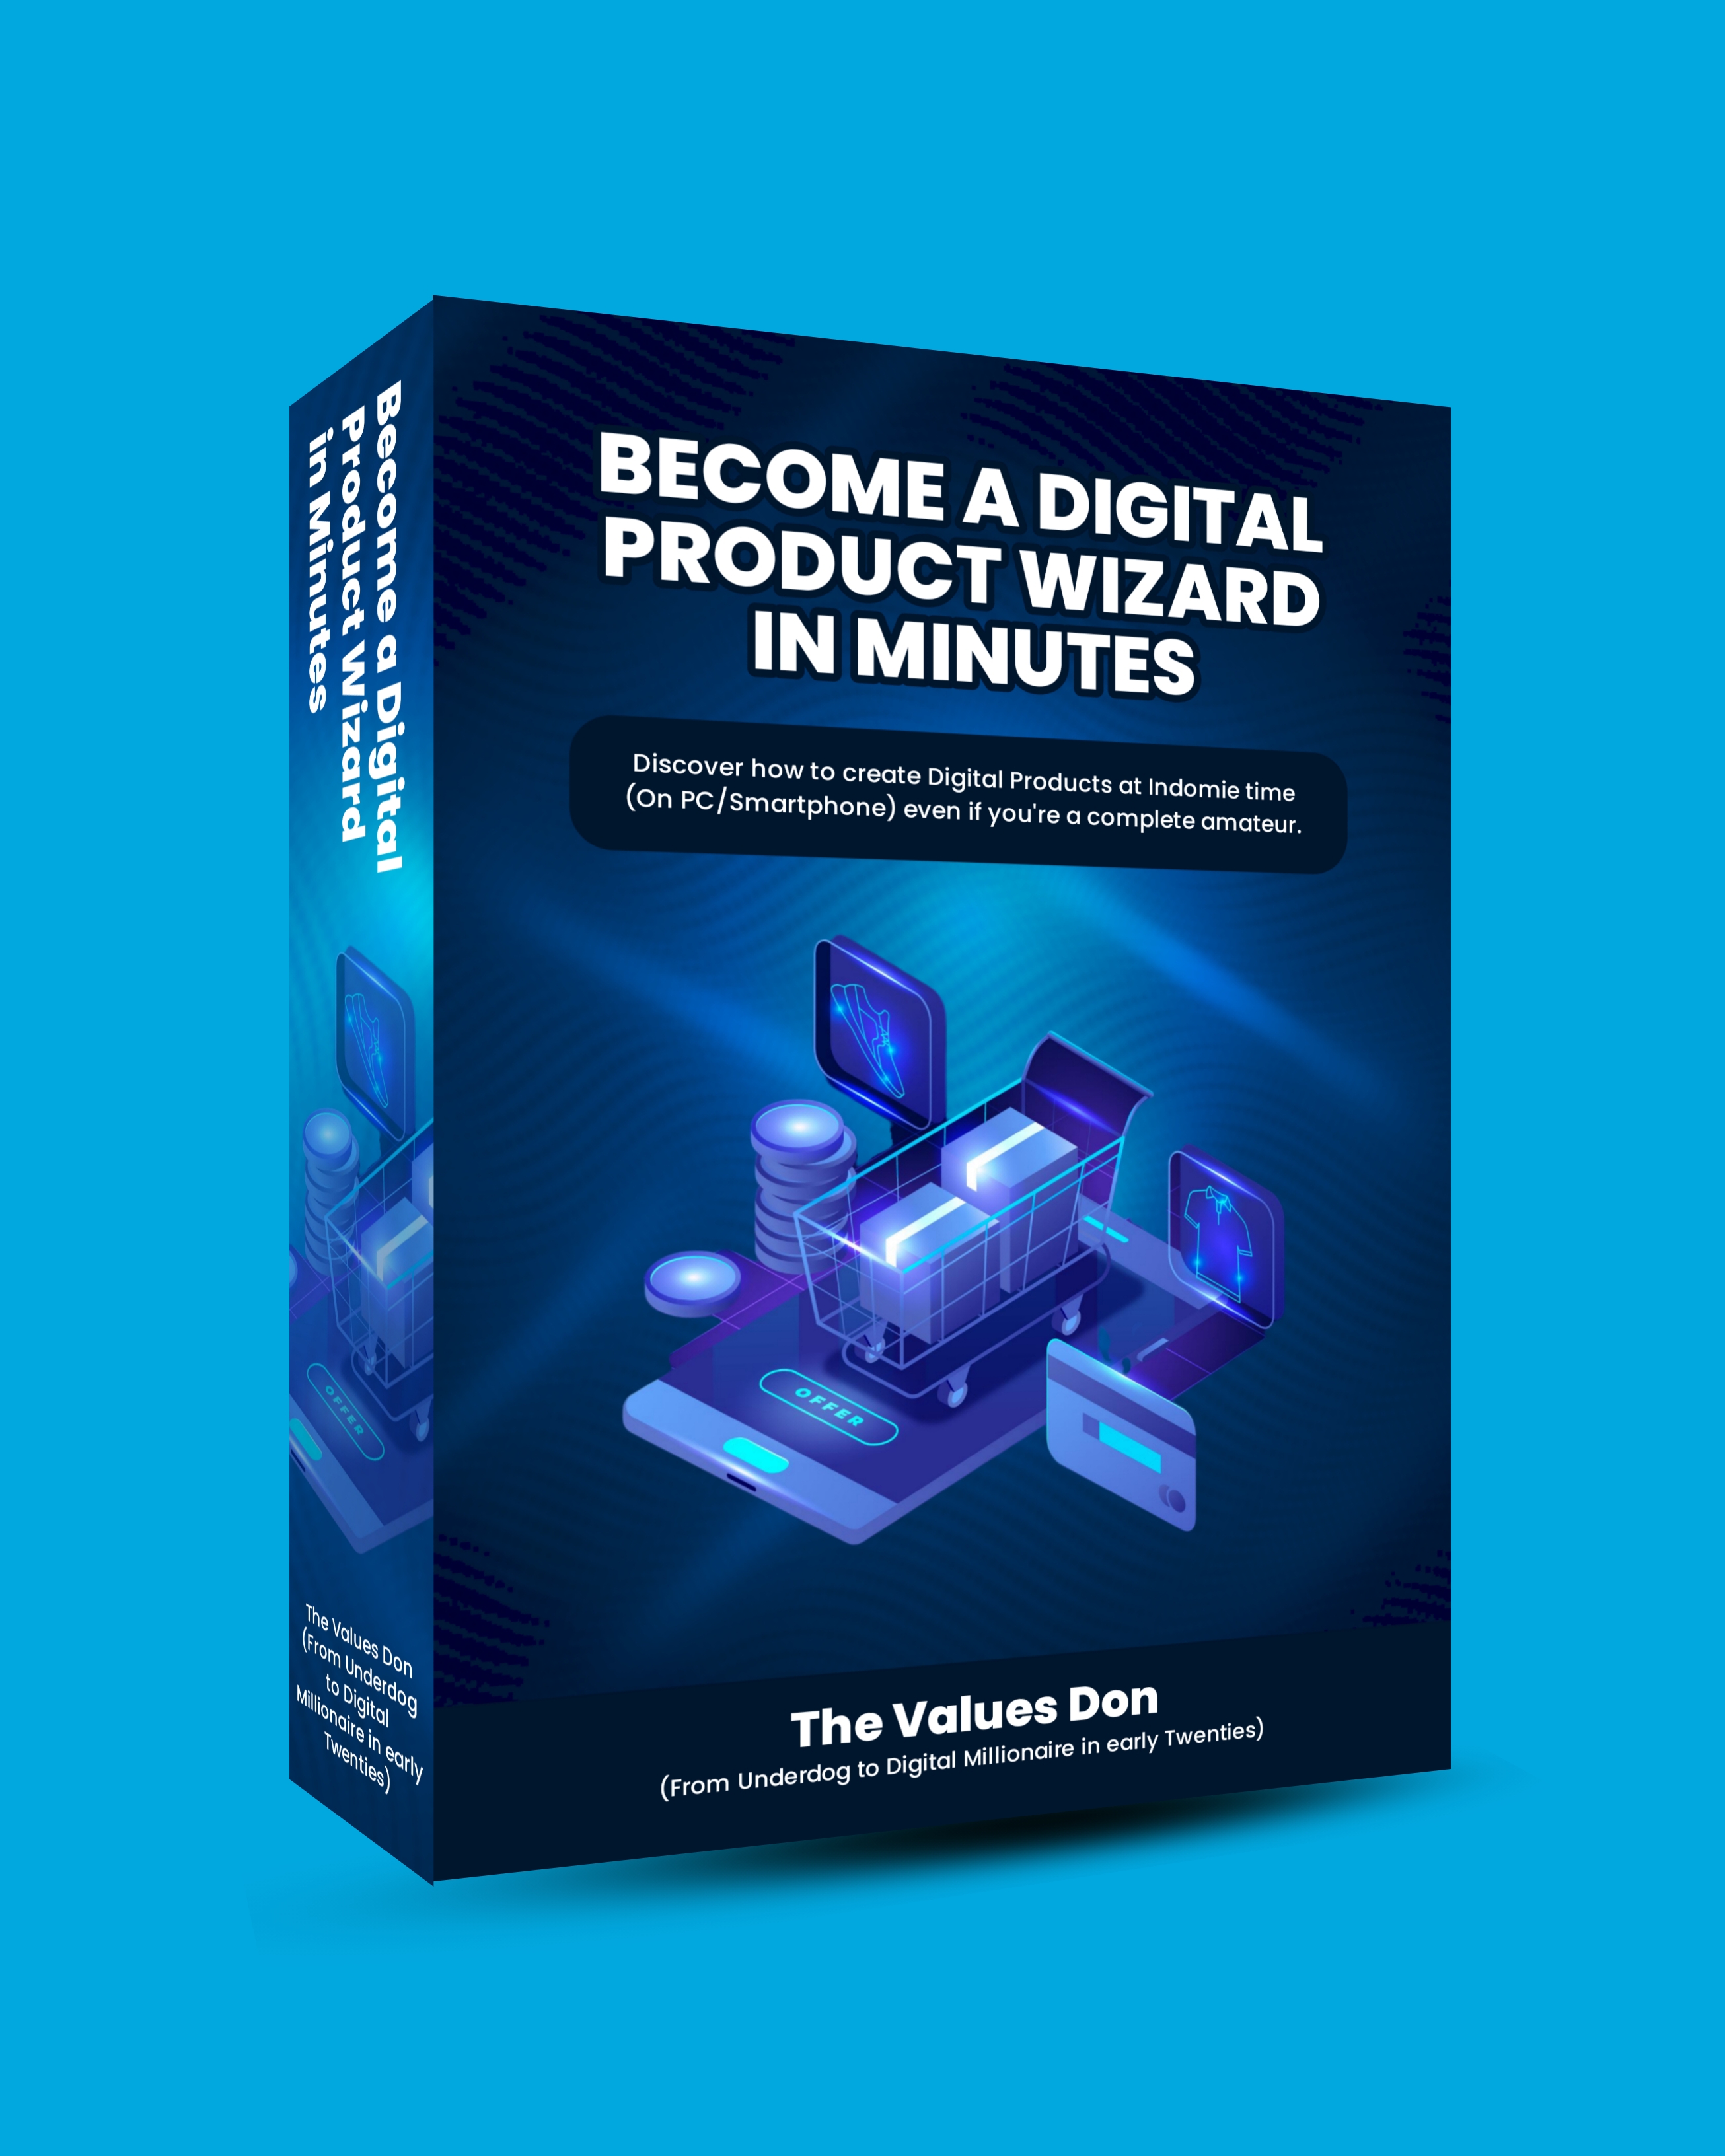 Become a Digital
Product Wizard
in Minutes
The Values Don
(From Underdog
to Digital
Millionaire in early
Twenties)
BECOME A DIGITAL
PRODUCT WIZARD
IN MINUTES
Discover how to create Digital Products at Indomie time
(On PC/Smartphone) even if you're a complete amateur.
OFFER
OFFER
The Values Don
(From Underdog to Digital Millionaire in early Twenties)